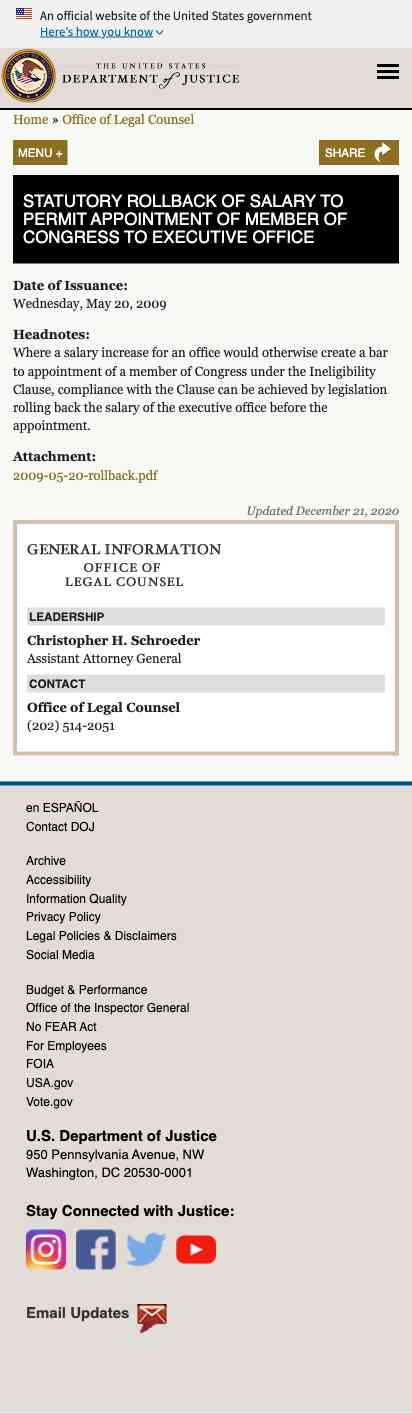 An official website of the United States government
Here's how you know
THE UNITED STATES
DEPARTMENT of JUSTICE
Home » Office of Legal Counsel
MENU +
SHARE
STATUTORY ROLLBACK OF SALARY TO
PERMIT APPOINTMENT OF MEMBER OF
CONGRESS TO EXECUTIVE OFFICE
Date of Issuance:
Wednesday, May 20, 2009
Headnotes:
Where a salary increase for an office would otherwise create a bar
to appointment of a member of Congress under the Ineligibility
Clause, compliance with the Clause can be achieved by legislation
rolling back the salary of the executive office before the
appointment.
Attachment:
2009-05-20-rollback.pdf
Updated December 21, 2020
GENERAL INFORMATION
OFFICE OF
LEGAL COUNSEL
LEADERSHIP
Christopher H. Schroeder
Assistant Attorney General
CONTACT
Office of Legal Counsel
(202) 514-2051
en ESPAÑOL
Contact DOJ
Archive
Accessibility
Information Quality
Privacy Policy
Legal Policies & Disclaimers
Social Media
Budget & Performance
Office of the Inspector General
No FEAR Act
For Employees
FOIA
USA.gov
Vote.gov
U.S. Department of Justice
950 Pennsylvania Avenue, NW
Washington, DC 20530-0001
Stay Connected with Justice:
Email Updates